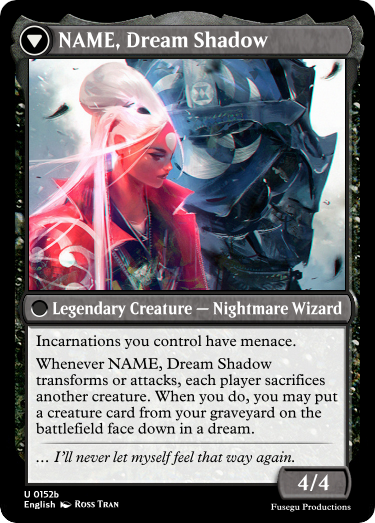 NAME, Dream Shadow
Legendary Creature — Nightmare Wizard
Incarnations you control have menace.
Whenever NAME, Dream Shadow
transforms or attacks, each player sacrifices
another creature. When you do, you may put
a creature card from your graveyard on the
battlefield face down in a dream.
… I'll never let myself feel that way again.
4/4
U 0152b
English Ross Tran
Fusegu Productions